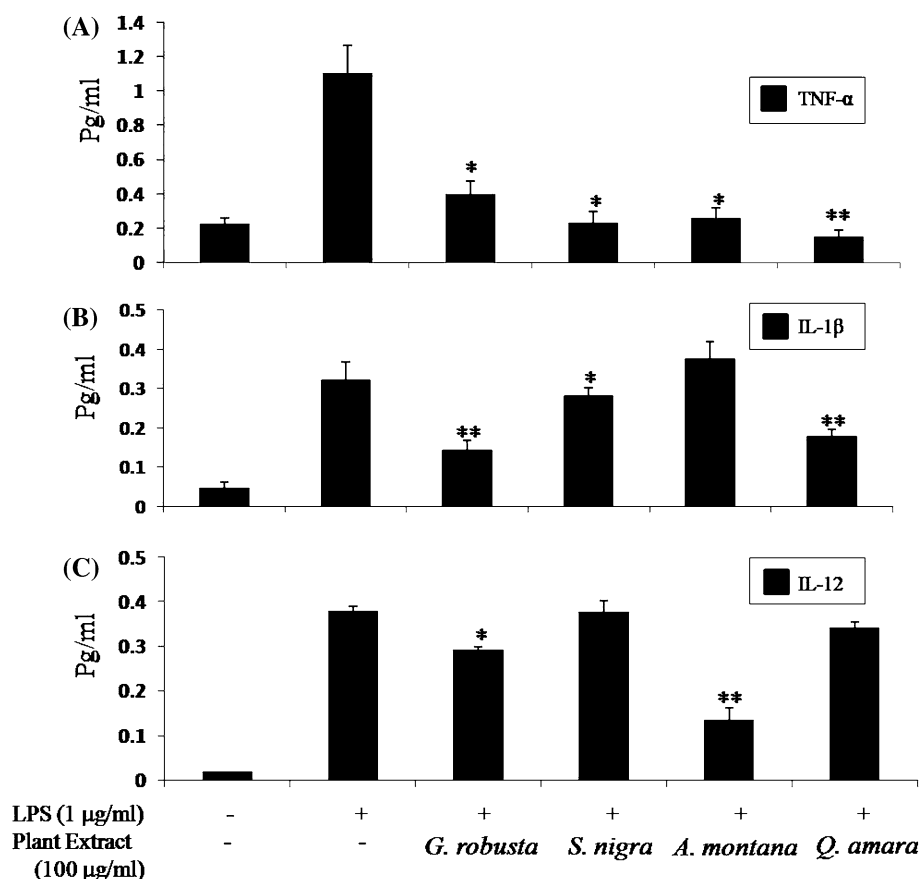 (A)
Pg/ml
1.4
1.2
1
0.8
0.6
0.4
0.2
0
TNF-α
*
*
*
**
(B)
Pg/ml
0.5
0.4
0.3
0.2
0.1
0
IL-1β
**
*
**
(C)
Pg/ml
0.5
0.4
0.3
0.2
0.1
0
IL-12
*
**
LPS (1 μg/ml) - + + + + +
Plant Extract - - G. robusta S. nigra A. montana Q. amara
(100 μg/ml)